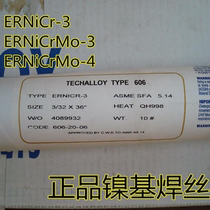 ERNiCr-3
ERNiCrMo-3
ERNiCrMo-4
TECHALLOY TYPE 606
TYPE ERNICR-3 ASME SFA 5.14
SIZE 3/32 X 36" HEAT QH998
W/O 4089932 WT. 10 #
CODE 606-20-06
正品镍基焊丝